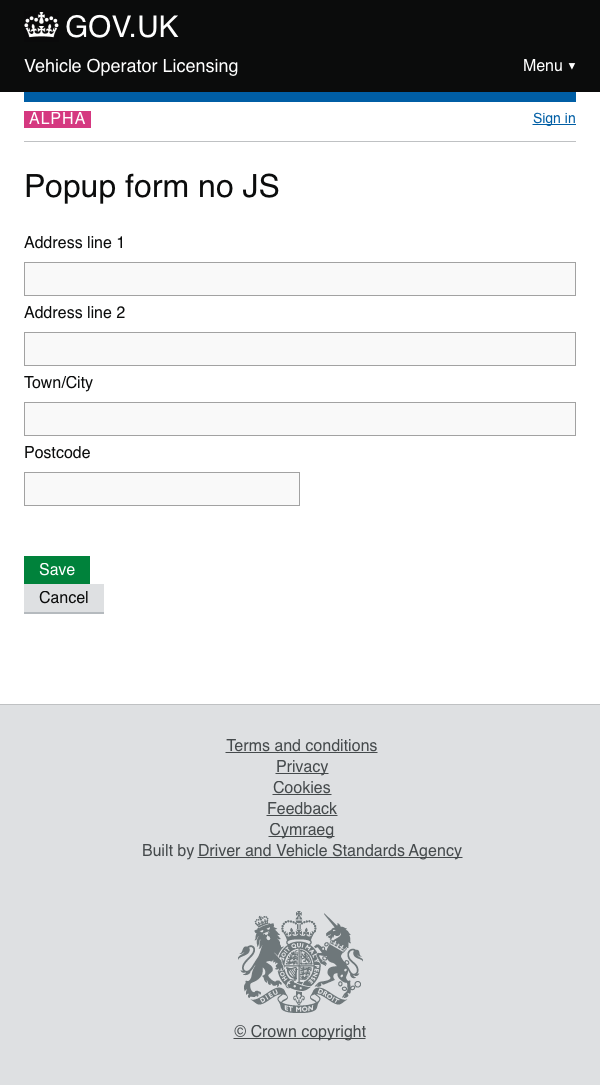 GOV.UK
Vehicle Operator Licensing
Menu ▼
ALPHA
Sign in
Popup form no JS
Address line 1
Address line 2
Town/City
Postcode
Save
Cancel
Terms and conditions
Privacy
Cookies
Feedback
Cymraeg
Built by Driver and Vehicle Standards Agency
DIEU ET MON DROIT
© Crown copyright